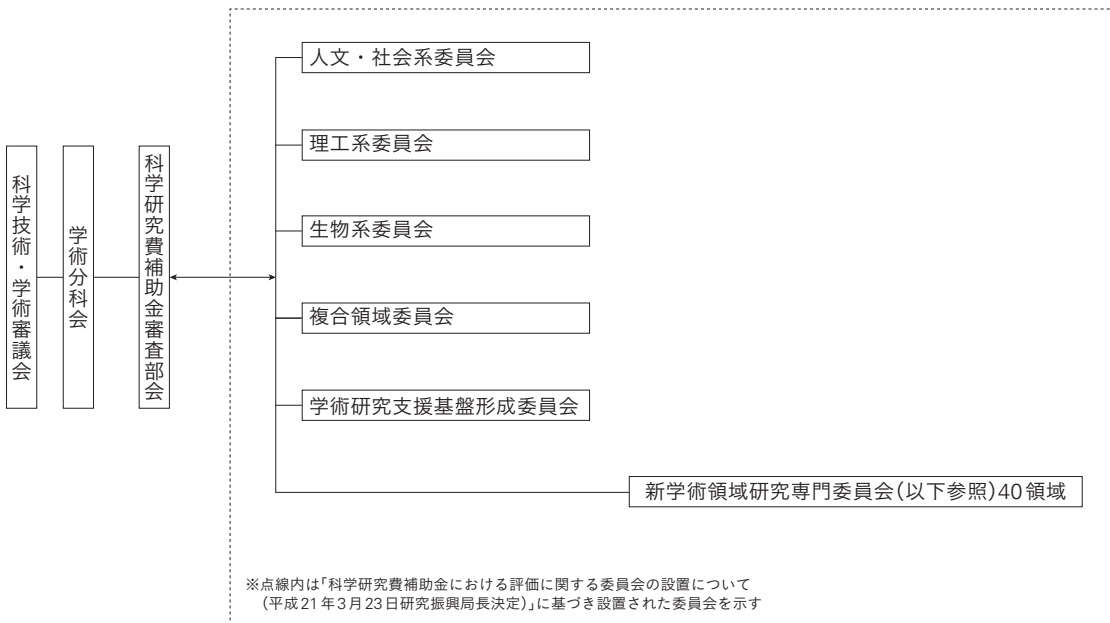 科学技術・学術審議会
学術分科会
科学研究費補助金審査部会
人文・社会系委員会
理工系委員会
生物系委員会
複合領域委員会
学術研究支援基盤形成委員会
新学術領域研究専門委員会(以下参照)40領域
※点線内は「科学研究費補助金における評価に関する委員会の設置について
(平成21年3月23日研究振興局長決定)」に基づき設置された委員会を示す